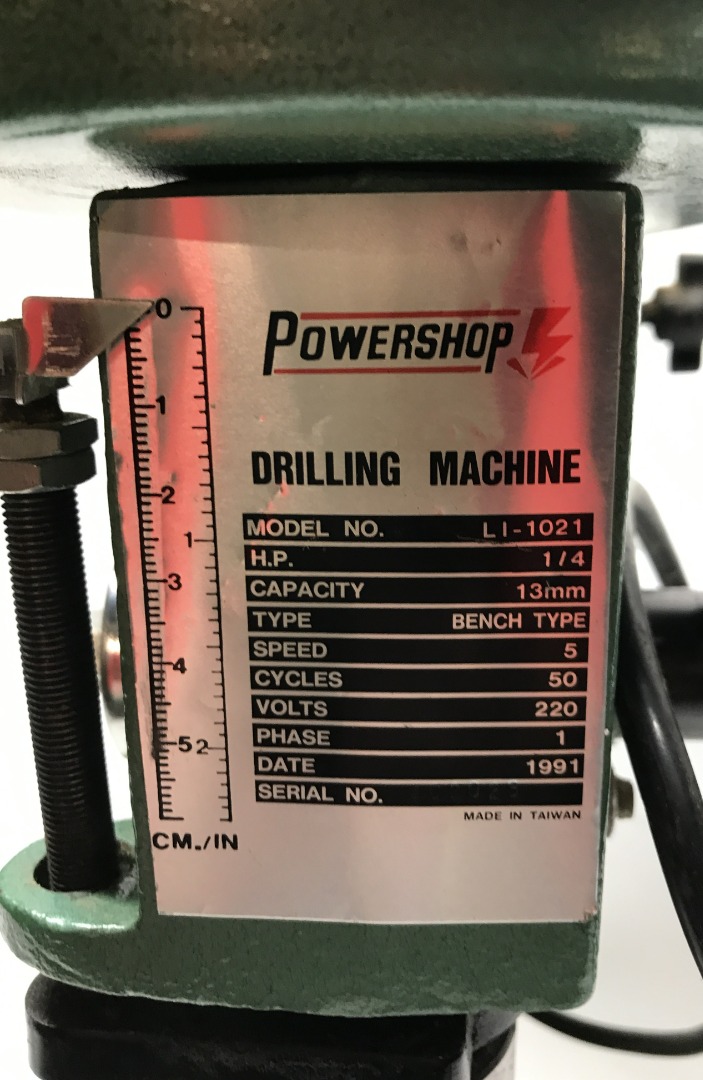 POWERSHOP
DRILLING MACHINE
MODEL NO. LI-1021
H.P. 1/4
CAPACITY 13mm
TYPE BENCH TYPE
SPEED 5
CYCLES 50
VOLTS 220
PHASE 1
DATE 1991
SERIAL NO.
MADE IN TAIWAN
0
1
2
1
3
4
5 2
CM./IN